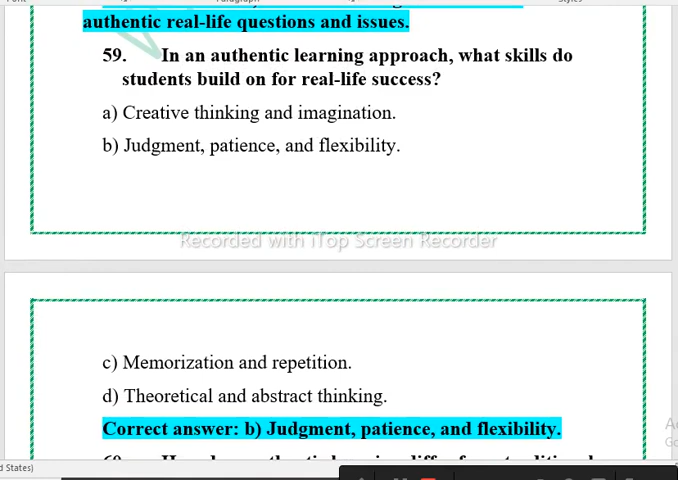 authentic real-life questions and issues.
59. In an authentic learning approach, what skills do
students build on for real-life success?
a) Creative thinking and imagination.
b) Judgment, patience, and flexibility.
Recorded with iTop Screen Recorder
c) Memorization and repetition.
d) Theoretical and abstract thinking.
Correct answer: b) Judgment, patience, and flexibility.
d States)